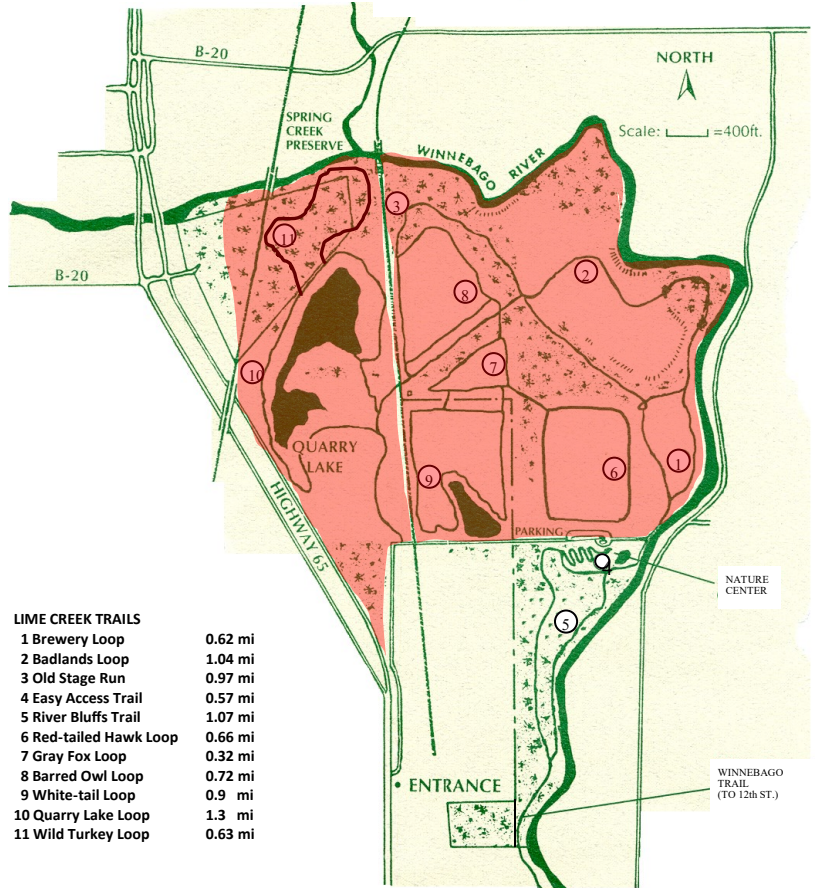 B-20
NORTH
SPRING
CREEK
PRESERVE
WINNEBAGO RIVER
Scale: =400ft.
3
11
B-20
2
8
10
7
QUARRY
LAKE
9
6
1
HIGHWAY 65
PARKING
4
NATURE
CENTER
5
LIME CREEK TRAILS
1 Brewery Loop 0.62 mi
2 Badlands Loop 1.04 mi
3 Old Stage Run 0.97 mi
4 Easy Access Trail 0.57 mi
5 River Bluffs Trail 1.07 mi
6 Red-tailed Hawk Loop 0.66 mi
7 Gray Fox Loop 0.32 mi
8 Barred Owl Loop 0.72 mi
9 White-tail Loop 0.9 mi
10 Quarry Lake Loop 1.3 mi
11 Wild Turkey Loop 0.63 mi
• ENTRANCE
WINNEBAGO
TRAIL
(TO 12th ST.)